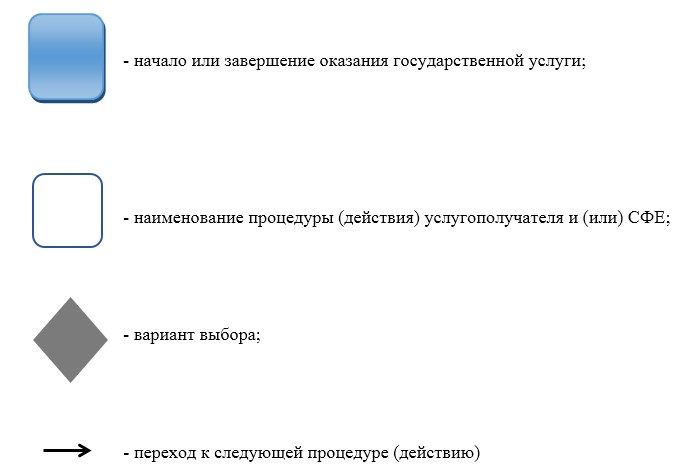 - начало или завершение оказания государственной услуги;
- наименование процедуры (действия) услугополучателя и (или) СФЕ;
- вариант выбора;
- переход к следующей процедуре (действию)